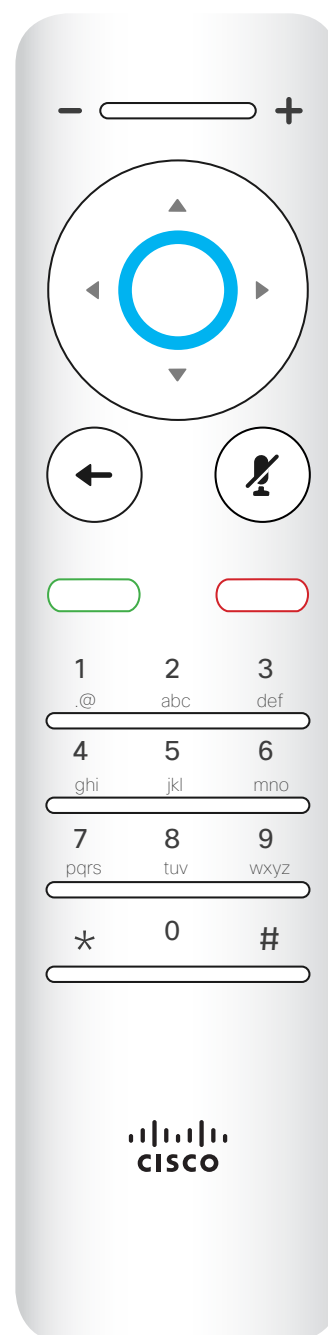 - +
1 2 3
.@ abc def
4 5 6
ghi jkl mno
7 8 9
pqrs tuv wxyz
* 0 #
CISCO